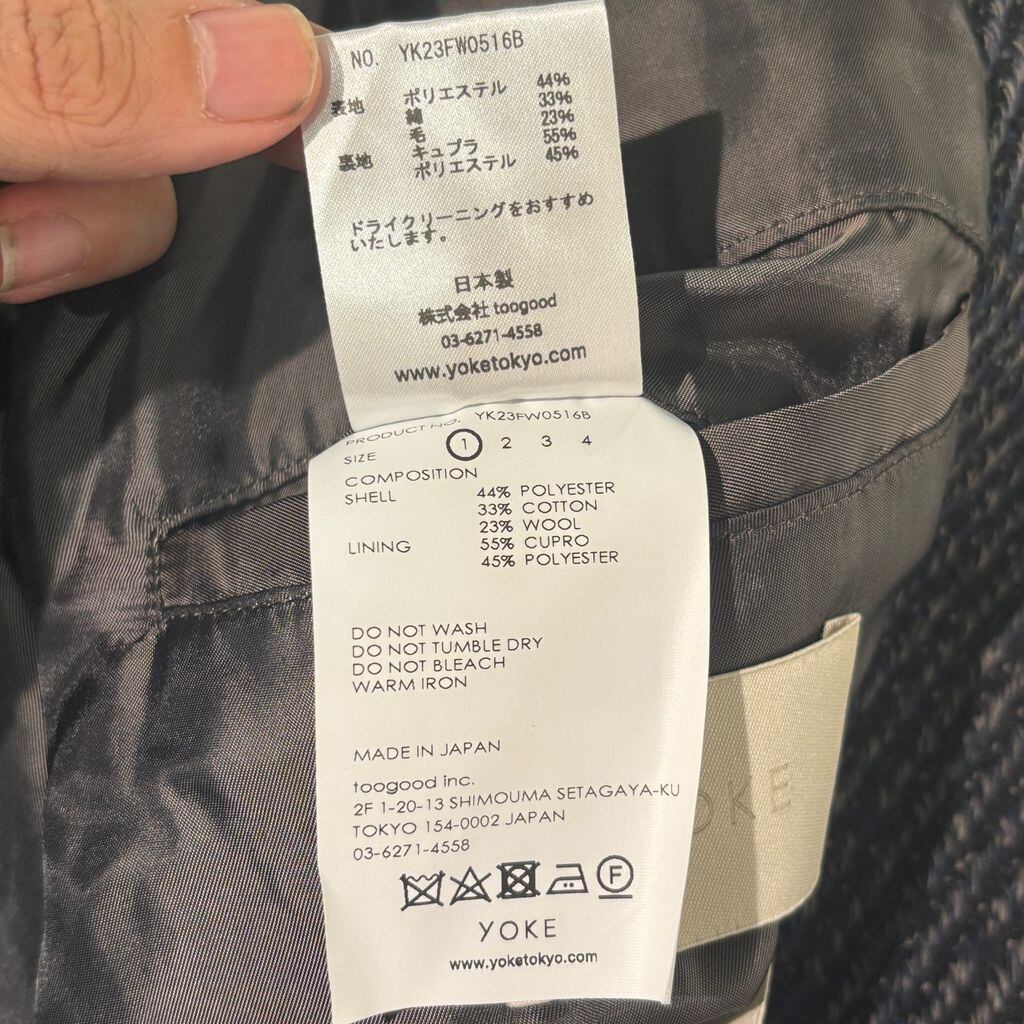 NO. YK23FW0516B
表地 ポリエステル 44%
綿 33%
毛 23%
裏地 キュプラ 55%
ポリエステル 45%
ドライクリーニングをおすすめ
いたします。
日本製
株式会社 toogood
03-6271-4558
www.yoketokyo.com
PRODUCT NO. YK23FW0516B
SIZE 1 2 3 4
COMPOSITION
SHELL 44% POLYESTER
33% COTTON
23% WOOL
LINING 55% CUPRO
45% POLYESTER
DO NOT WASH
DO NOT TUMBLE DRY
DO NOT BLEACH
WARM IRON
MADE IN JAPAN
toogood inc.
2F 1-20-13 SHIMOUMA SETAGAYA-KU
TOKYO 154-0002 JAPAN
03-6271-4558
F
YOKE
www.yoketokyo.com
OKE